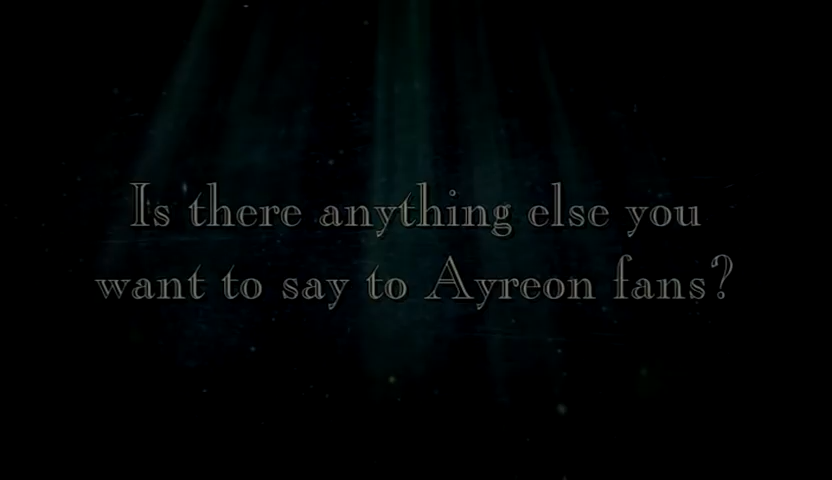 Is there anything else you
want to say to Ayreon fans?